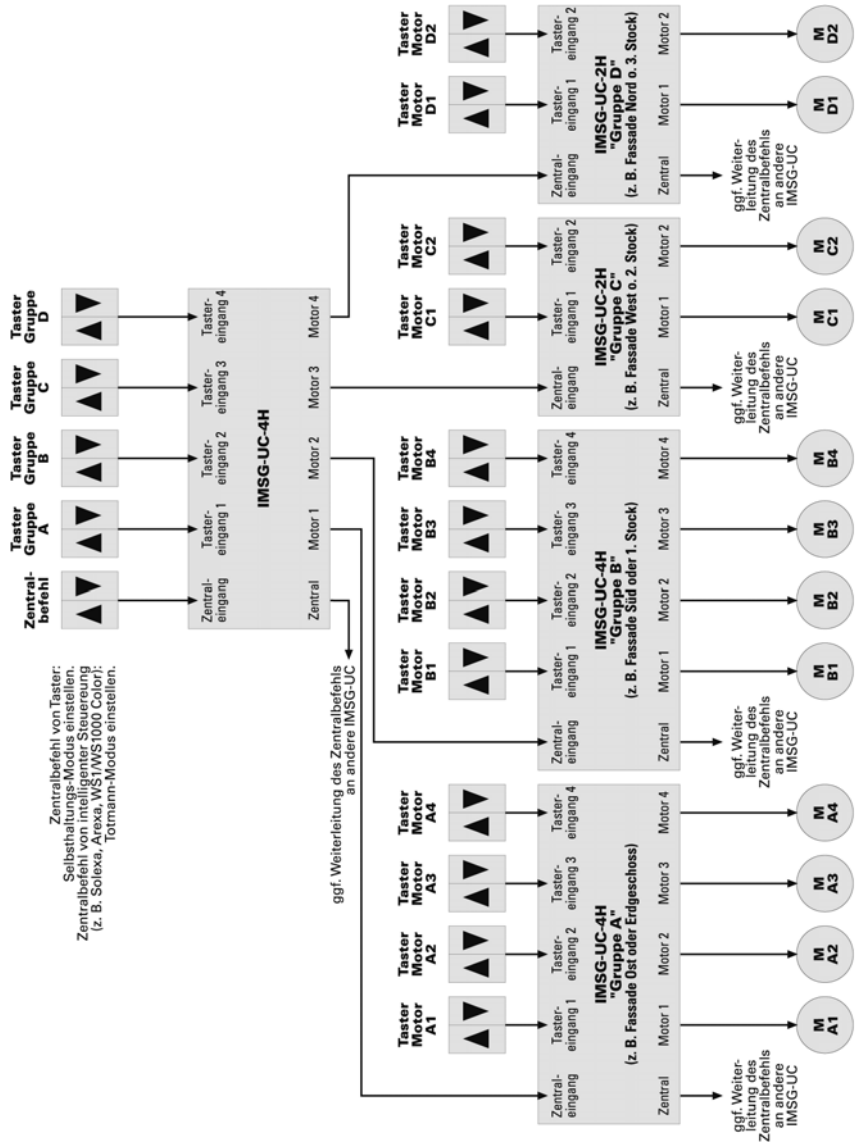 Zentralbefehl von Taster:
Selbsthaltungs-Modus einstellen.
Zentralbefehl von intelligenter Steuereung
(z. B. Solexa, Arexa, WS1/WS1000 Color):
Totmann-Modus einstellen.
Zentral-
befehl
Taster
Gruppe
A
Taster
Gruppe
B
Taster
Gruppe
C
Taster
Gruppe
D
Zentral-
eingang
Taster-
eingang 1
Taster-
eingang 2
Taster-
eingang 3
Taster-
eingang 4
IMSG-UC-4H
Zentral
Motor 1
Motor 2
Motor 3
Motor 4
ggf. Weiterleitung des Zentralbefehls
an andere IMSG-UC
Taster
Motor
A1
Taster
Motor
A2
Taster
Motor
A3
Taster
Motor
A4
Taster
Motor
B1
Taster
Motor
B2
Taster
Motor
B3
Taster
Motor
B4
Taster
Motor
C1
Taster
Motor
C2
Taster
Motor
D1
Taster
Motor
D2
Zentral-
eingang
Taster-
eingang 1
Taster-
eingang 2
Taster-
eingang 3
Taster-
eingang 4
IMSG-UC-4H
"Gruppe A"
(z. B. Fassade Ost oder Erdgeschoss)
Zentral
Motor 1
Motor 2
Motor 3
Motor 4
Zentral-
eingang
Taster-
eingang 1
Taster-
eingang 2
Taster-
eingang 3
Taster-
eingang 4
IMSG-UC-4H
"Gruppe B"
(z. B. Fassade Süd oder 1. Stock)
Zentral
Motor 1
Motor 2
Motor 3
Motor 4
Zentral-
eingang
Taster-
eingang 1
Taster-
eingang 2
IMSG-UC-2H
"Gruppe C"
(z. B. Fassade West o. 2. Stock)
Zentral
Motor 1
Motor 2
Zentral-
eingang
Taster-
eingang 1
Taster-
eingang 2
IMSG-UC-2H
"Gruppe D"
(z. B. Fassade Nord o. 3. Stock)
Zentral
Motor 1
Motor 2
ggf. Weiter-
leitung des
Zentralbefehls
an andere
IMSG-UC
M
A1
M
A2
M
A3
M
A4
ggf. Weiter-
leitung des
Zentralbefehls
an andere
IMSG-UC
M
B1
M
B2
M
B3
M
B4
ggf. Weiter-
leitung des
Zentralbefehls
an andere
IMSG-UC
M
C1
M
C2
ggf. Weiter-
leitung des
Zentralbefehls
an andere
IMSG-UC
M
D1
M
D2